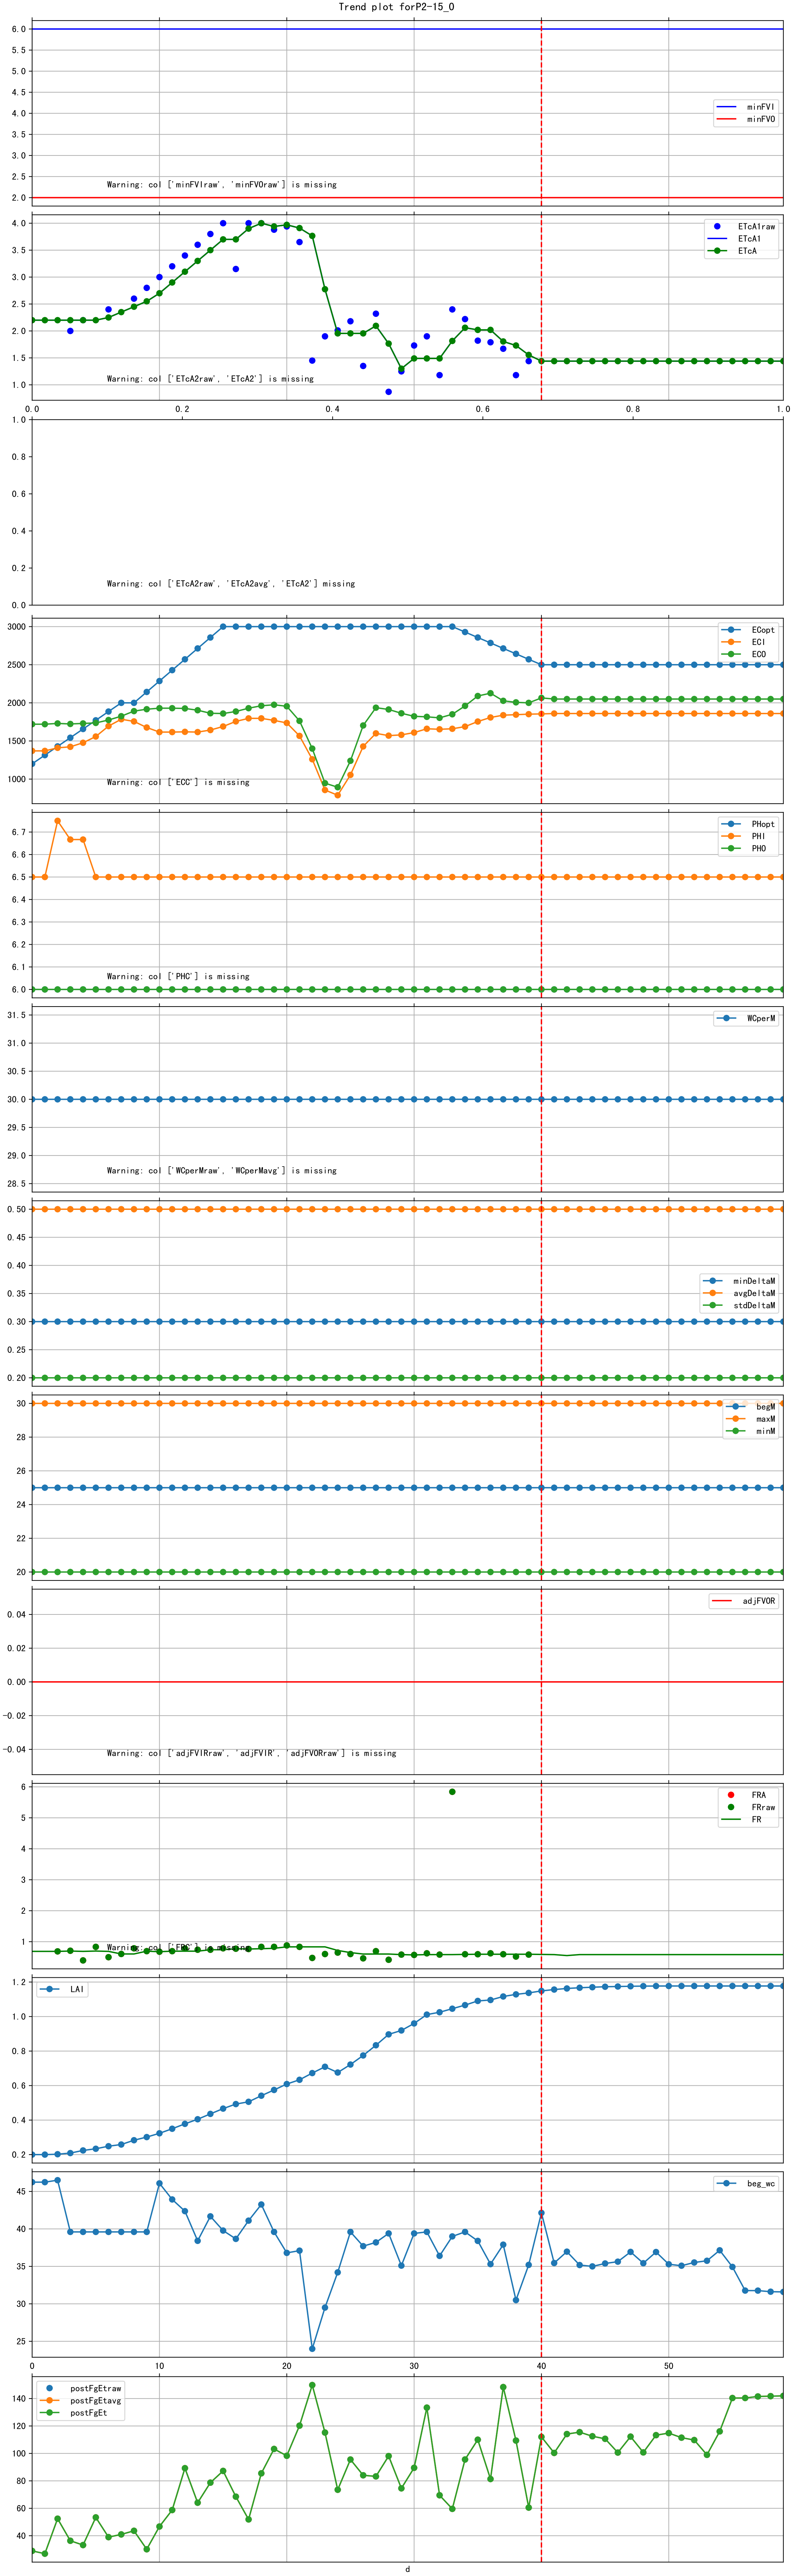 Trend plot forP2-15_0
6.0
5.5
5.0
4.5
4.0
3.5
3.0
2.5
2.0
minFVI
minFVO
Warning: col ['minFVIraw', 'minFVOraw'] is missing
4.0
3.5
3.0
2.5
2.0
1.5
1.0
ETcA1raw
ETcA1
ETcA
Warning: col ['ETcA2raw', 'ETcA2'] is missing
0.0 0.2 0.4 0.6 0.8 1.0
1.0
0.8
0.6
0.4
0.2
0.0
Warning: col ['ETcA2raw', 'ETcA2avg', 'ETcA2'] missing
3000
2500
2000
1500
1000
ECopt
ECI
ECO
Warning: col ['ECC'] is missing
6.7
6.6
6.5
6.4
6.3
6.2
6.1
6.0
PHopt
PHI
PHO
Warning: col ['PHC'] is missing
31.5
31.0
30.5
30.0
29.5
29.0
28.5
WCperM
Warning: col ['WCperMraw', 'WCperMavg'] is missing
0.50
0.45
0.40
0.35
0.30
0.25
0.20
minDeltaM
avgDeltaM
stdDeltaM
30
28
26
24
22
20
begM
maxM
minM
0.04
0.02
0.00
−0.02
−0.04
adjFVOR
Warning: col ['adjFVIRraw', 'adjFVIR', 'adjFVORraw'] is missing
6
5
4
3
2
1
FRA
FRraw
FR
Warning: col ['FRC'] is missing
1.2
1.0
0.8
0.6
0.4
0.2
LAI
45
40
35
30
25
beg_wc
0 10 20 30 40 50
140
120
100
80
60
40
postFgEtraw
postFgEtavg
postFgEt
d